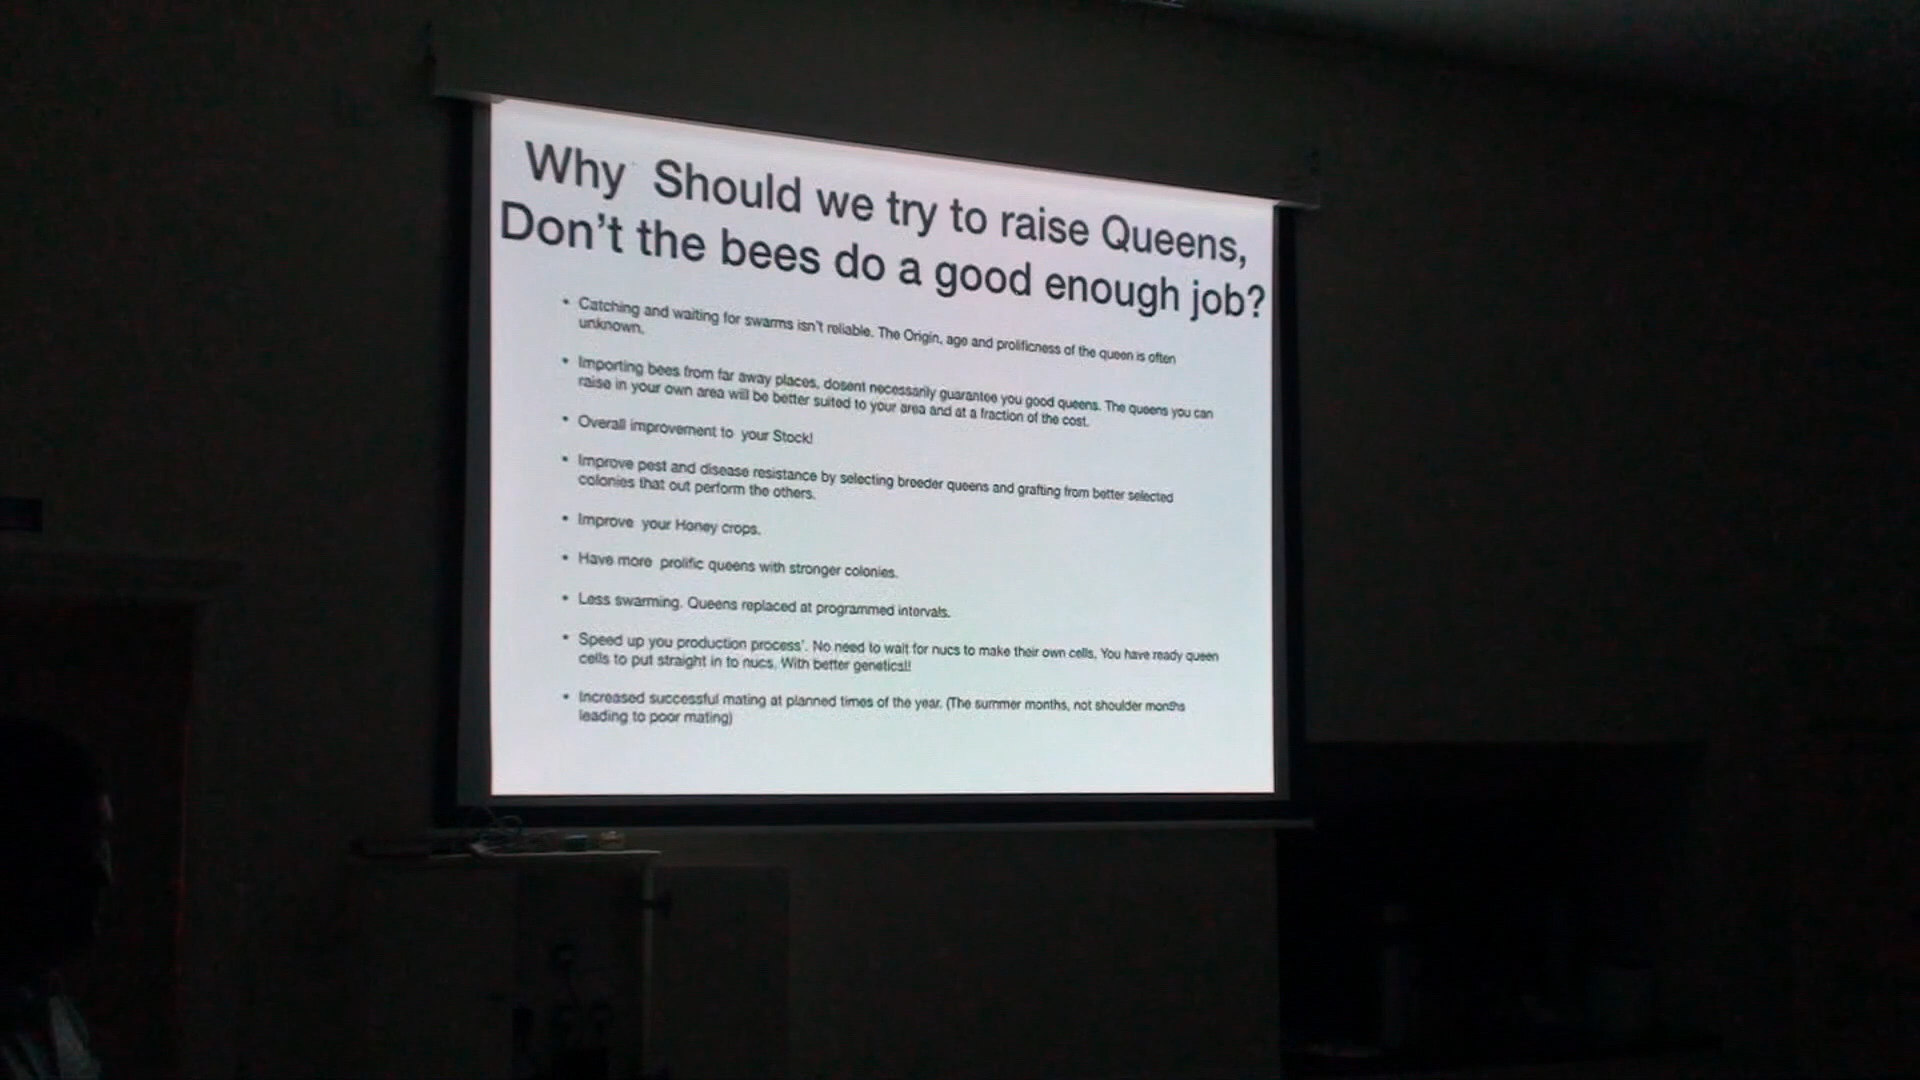 Why Should we try to raise Queens,
Don't the bees do a good enough job?
• Catching and waiting for swarms isn't reliable. The Origin, age and prolificness of the queen is often
unknown.
• Importing bees from far away places, dosent necessarily guarantee you good queens. The queens you can
raise in your own area will be better suited to your area and at a fraction of the cost.
• Overall improvement to your Stock!
• Improve pest and disease resistance by selecting breeder queens and grafting from better selected
colonies that out perform the others.
• Improve your Honey crops.
• Have more prolific queens with stronger colonies.
• Less swarming. Queens replaced at programmed intervals.
• Speed up you production process'. No need to wait for nucs to make their own cells, You have ready queen
cells to put straight in to nucs. With better genetics!!
• Increased successful mating at planned times of the year. (The summer months, not shoulder months
leading to poor mating)